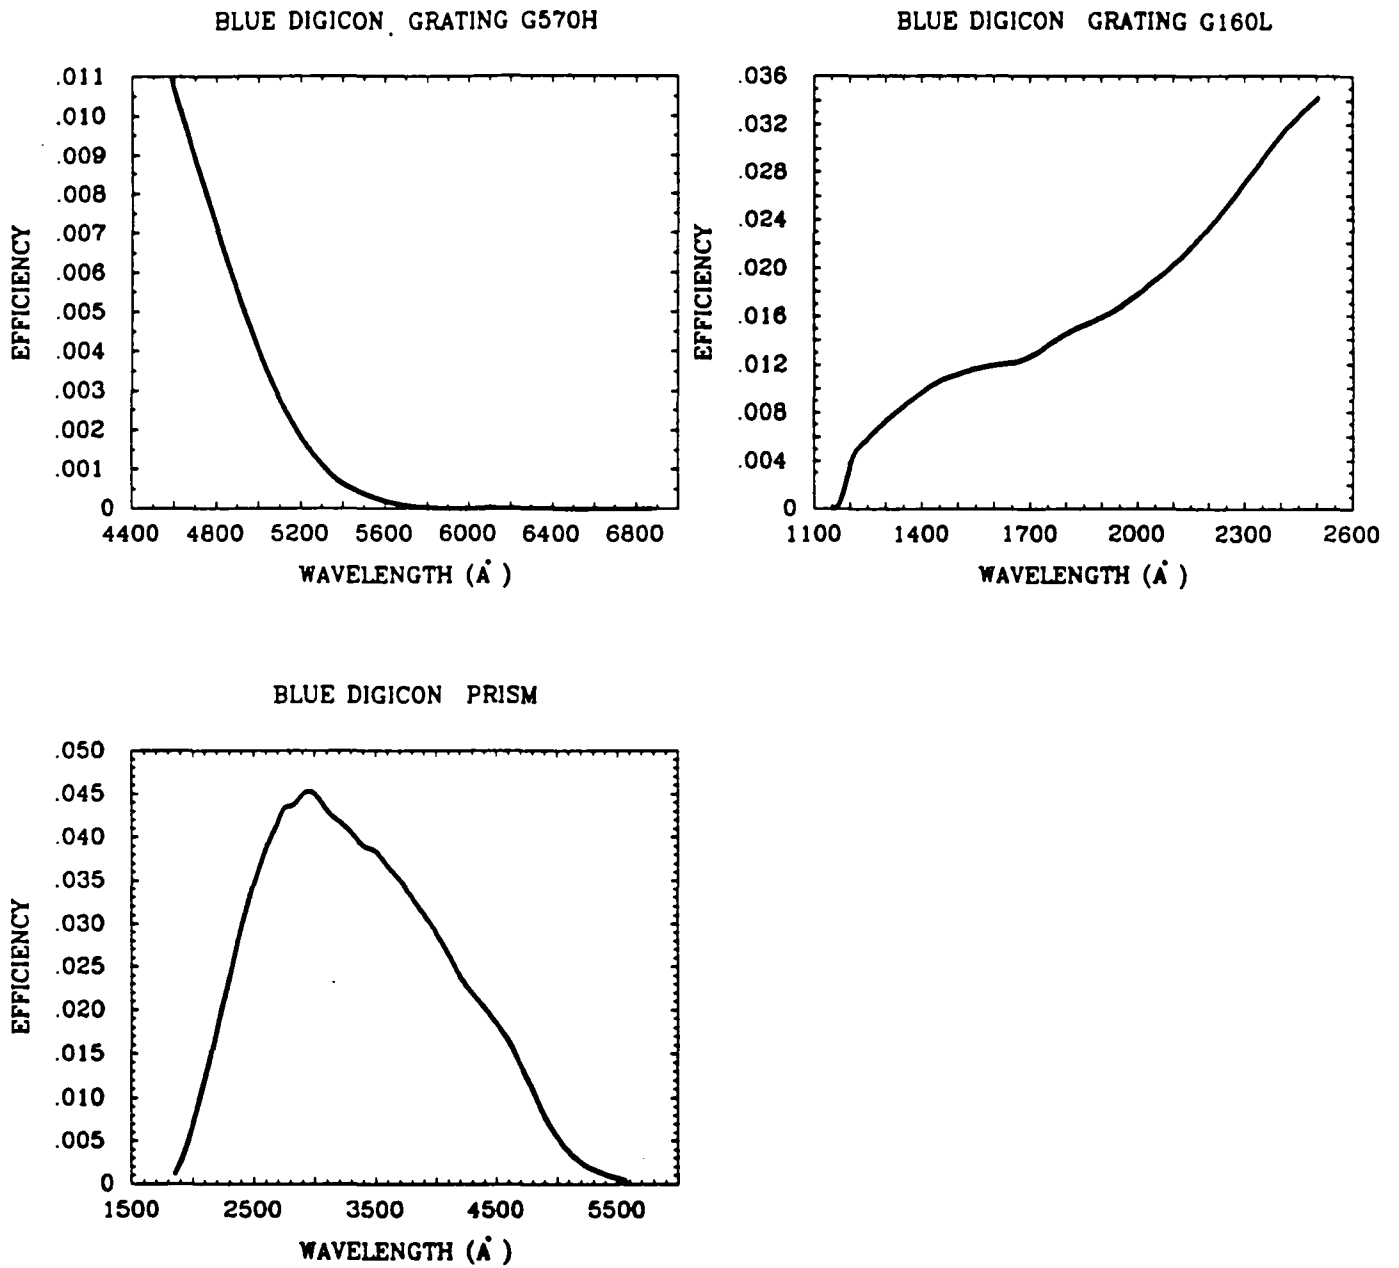 BLUE DIGICON. GRATING G570H
.011
.010
.009
.008
.007
.006
.005
.004
.003
.002
.001
0
EFFICIENCY
4400 4800 5200 5600 6000 6400 6800
WAVELENGTH (Å)
BLUE DIGICON GRATING G160L
.036
.032
.028
.024
.020
.016
.012
.008
.004
0
EFFICIENCY
1100 1400 1700 2000 2300 2600
WAVELENGTH (Å)
BLUE DIGICON PRISM
.050
.045
.040
.035
.030
.025
.020
.015
.010
.005
0
EFFICIENCY
1500 2500 3500 4500 5500
WAVELENGTH (Å)